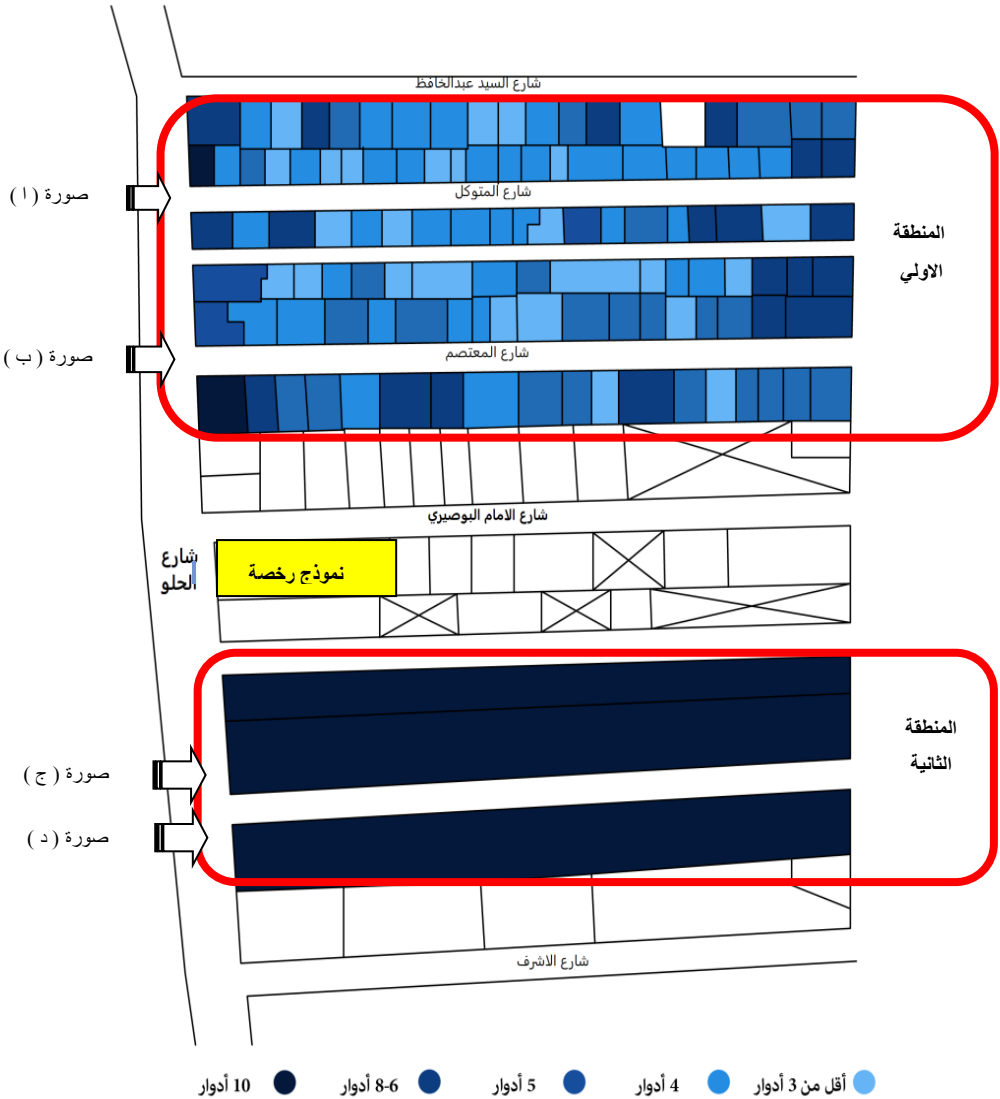 شارع السيد عبدالخافظ
صورة ( ا )
شارع المتوكل
المنطقة
الاولي
صورة ( ب )
شارع المعتصم
شارع الامام البوصيري
شارع
الحلو
نموذج رخصة
المنطقة
الثانية
صورة ( ج )
صورة ( د )
شارع الاشرف
أقل من 3 أدوار
4 أدوار
5 أدوار
8-6 أدوار
10 أدوار